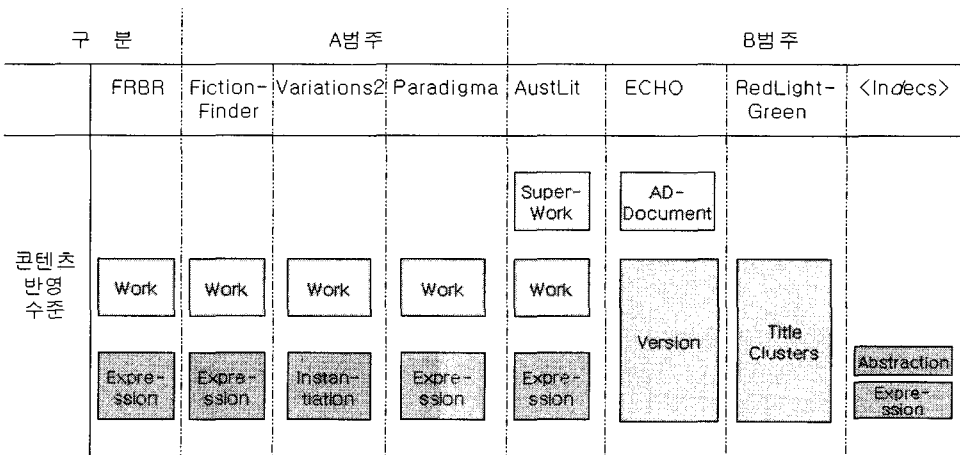 구 분 A범주 B범주
FRBR Fiction- Variations2 Paradigma AustLit ECHO RedLight- <Indecs>
Finder Green
Super- AD-
Work Document
콘텐츠
반영
수준
Work Work Work Work Work
Version Title
Clusters
Abstraction
Expre- Expre- Instan- Expre- Expre- Expre-
ssion ssion tiation ssion ssion ssion